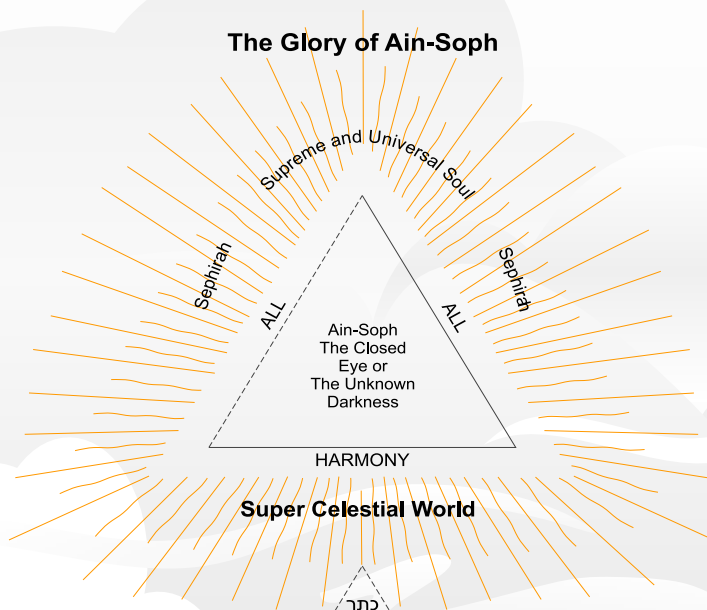 The Glory of Ain-Soph
Supreme and Universal Soul
Sephirah
Sephirah
ALL
ALL
Ain-Soph
The Closed
Eye or
The Unknown
Darkness
HARMONY
Super Celestial World
כתר